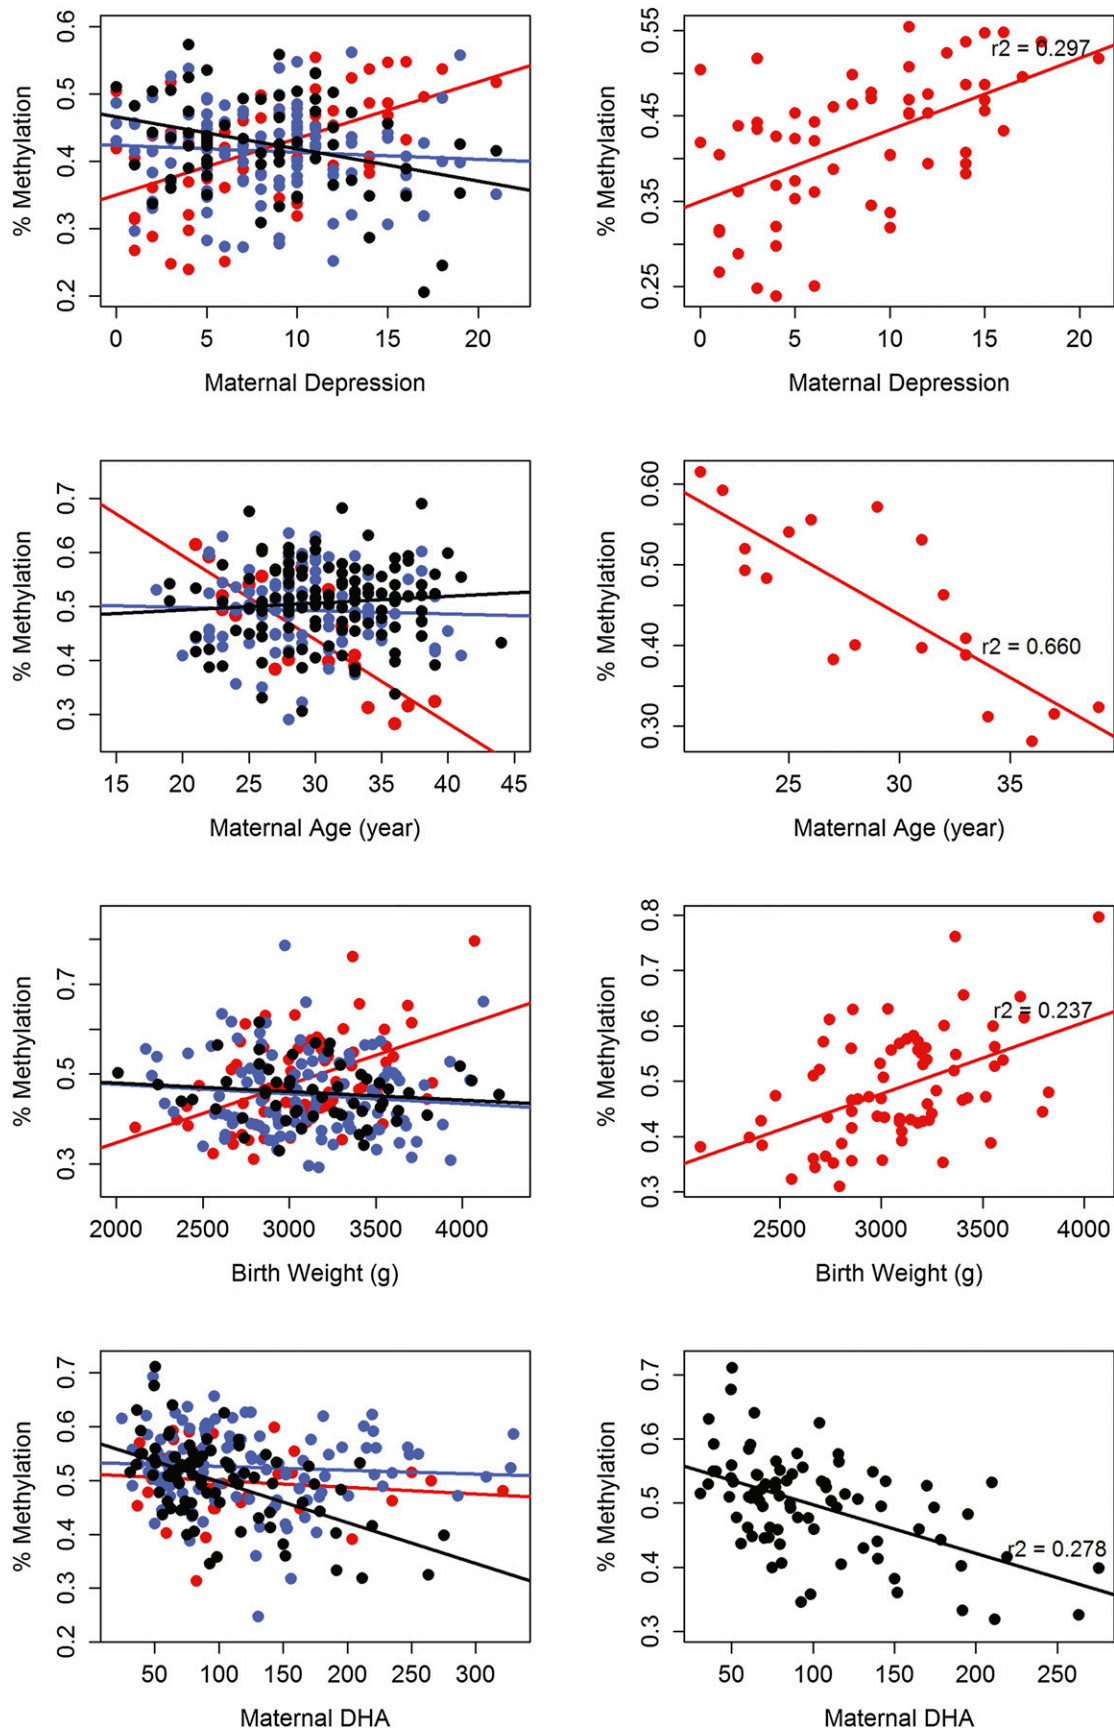 0.6
0.5
0.4
0.3
0.2
% Methylation
0 5 10 15 20
Maternal Depression
0.55
0.45
0.35
0.25
% Methylation
r2 = 0.297
0 5 10 15 20
Maternal Depression
0.7
0.6
0.5
0.4
0.3
% Methylation
15 20 25 30 35 40 45
Maternal Age (year)
0.60
0.50
0.40
0.30
% Methylation
r2 = 0.660
25 31 35
Maternal Age (year)
0.7
0.5
0.3
% Methylation
2000 2500 3000 3500 4000
Birth Weight (g)
0.8
0.7
0.6
0.5
0.4
0.3
% Methylation
r2 = 0.237
2500 3000 3500 4000
Birth Weight (g)
0.7
0.6
0.5
0.4
0.3
0.2
% Methylation
50 100 150 200 250 300
Maternal DHA
0.7
0.6
0.5
0.4
0.3
% Methylation
r2 = 0.278
50 100 150 200 250
Maternal DHA